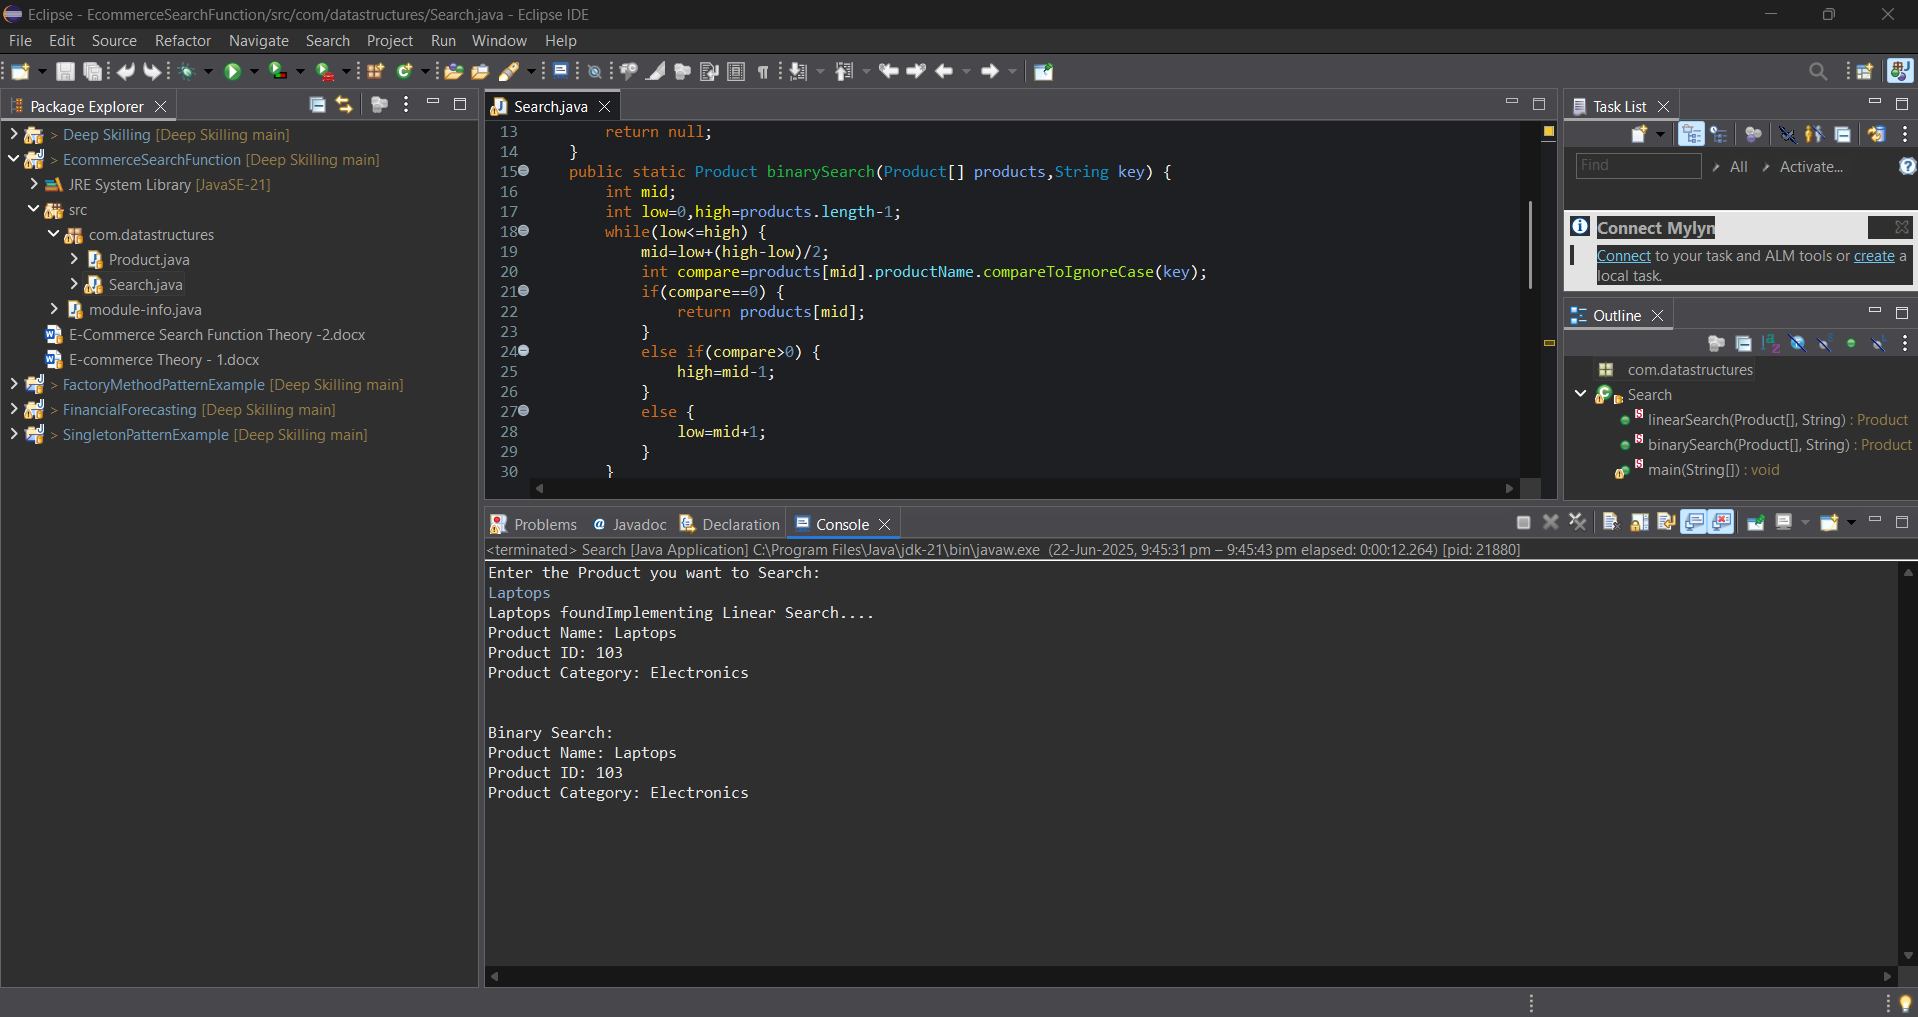 Eclipse - EcommerceSearchFunction/src/com/datastructures/Search.java - Eclipse IDE
File Edit Source Refactor Navigate Search Project Run Window Help
Package Explorer
> Deep Skilling [Deep Skilling main]
> EcommerceSearchFunction [Deep Skilling main]
JRE System Library [JavaSE-21]
src
com.datastructures
Product.java
Search.java
module-info.java
E-Commerce Search Function Theory -2.docx
E-commerce Theory - 1.docx
> FactoryMethodPatternExample [Deep Skilling main]
> FinancialForecasting [Deep Skilling main]
> SingletonPatternExample [Deep Skilling main]
Search.java
13 return null;
14 }
15 public static Product binarySearch(Product[] products,String key) {
16 int mid;
17 int low=0,high=products.length-1;
18 while(low<=high) {
19 mid=low+(high-low)/2;
20 int compare=products[mid].productName.compareToIgnoreCase(key);
21 if(compare==0) {
22 return products[mid];
23 }
24 else if(compare>0) {
25 high=mid-1;
26 }
27 else {
28 low=mid+1;
29 }
30 }
Task List
Find All Activate...
Connect Mylyn
Connect to your task and ALM tools or create a
local task.
Outline
com.datastructures
Search
linearSearch(Product[], String) : Product
binarySearch(Product[], String) : Product
main(String[]) : void
Problems Javadoc Declaration Console
<terminated> Search [Java Application] C:\Program Files\Java\jdk-21\bin\javaw.exe (22-Jun-2025, 9:45:31 pm – 9:45:43 pm elapsed: 0:00:12.264) [pid: 21880]
Enter the Product you want to Search:
Laptops
Laptops foundImplementing Linear Search....
Product Name: Laptops
Product ID: 103
Product Category: Electronics
Binary Search:
Product Name: Laptops
Product ID: 103
Product Category: Electronics